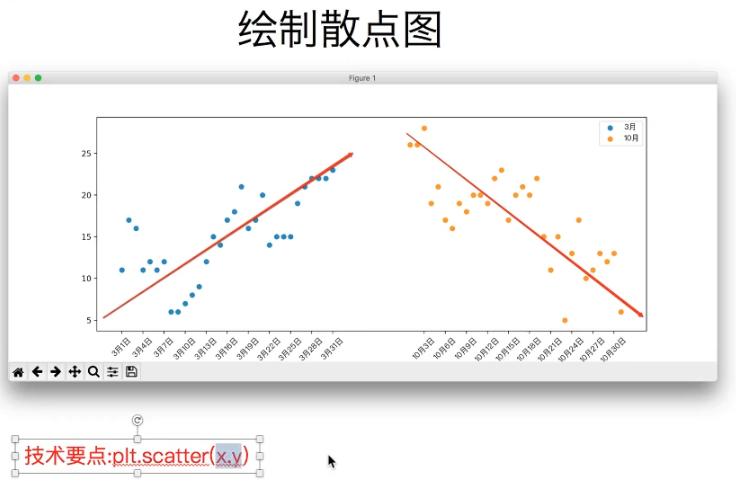 绘制散点图
Figure 1
3月
10月
25
20
15
10
5
3月1日 3月4日 3月7日 3月10日 3月13日 3月16日 3月19日 3月22日 3月25日 3月28日 3月31日 10月3日 10月6日 10月9日 10月12日 10月15日 10月18日 10月21日 10月24日 10月27日 10月30日
技术要点:plt.scatter(x,y)